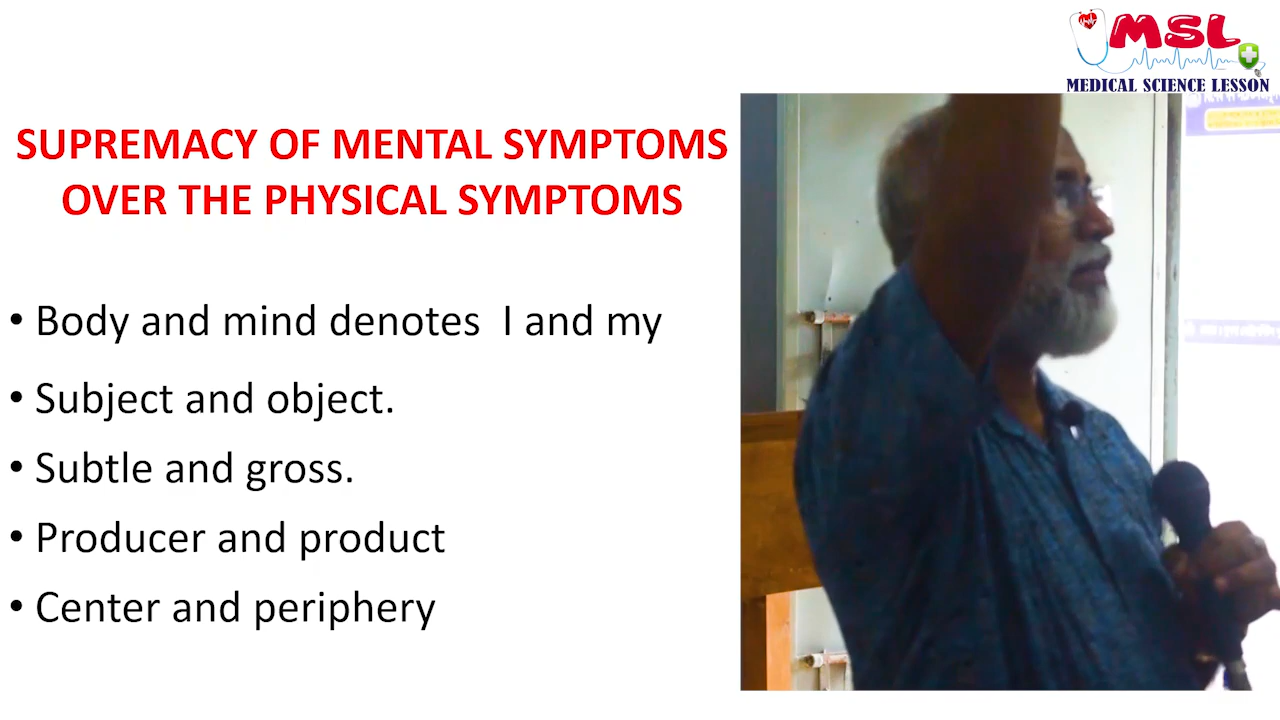 MSL
MEDICAL SCIENCE LESSON
SUPREMACY OF MENTAL SYMPTOMS
OVER THE PHYSICAL SYMPTOMS
• Body and mind denotes I and my
• Subject and object.
• Subtle and gross.
• Producer and product
• Center and periphery